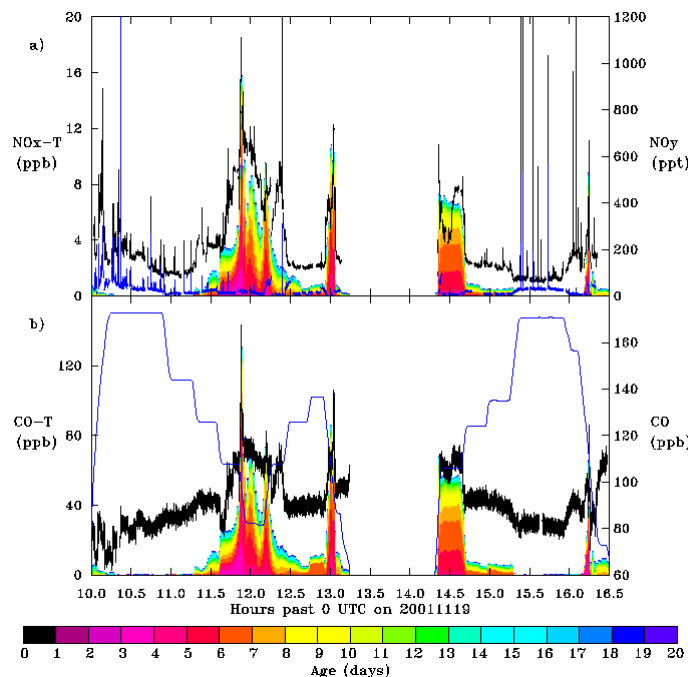 20 1200
a)
16 1000
800
12
NOx-T NOy
(ppb) 600 (ppt)
8
400
4
200
0 0
b)
160
120
140
CO-T 80 120 CO
(ppb) (ppb)
100
40
80
0 60
10.0 10.5 11.0 11.5 12.0 12.5 13.0 13.5 14.0 14.5 15.0 15.5 16.0 16.5
Hours past 0 UTC on 20011119
0 1 2 3 4 5 6 7 8 9 10 11 12 13 14 15 16 17 18 19 20
Age (days)